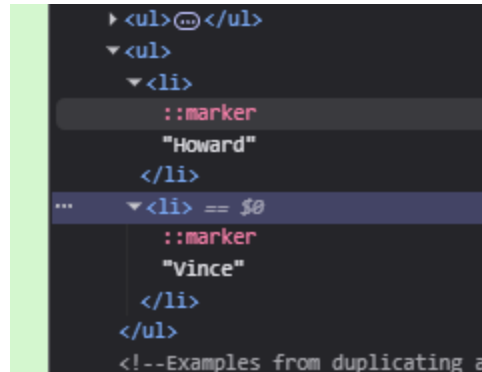 <ul>…</ul>
<ul>
<li>
::marker
"Howard"
</li>
… <li> == $0
::marker
"Vince"
</li>
</ul>
<!--Examples from duplicating a